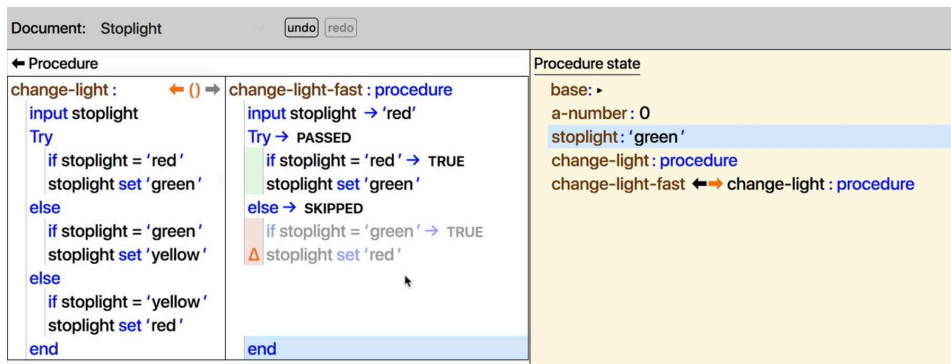 Document: Stoplight undo redo
← Procedure
change-light : ← () →
input stoplight
Try
if stoplight = 'red'
stoplight set 'green'
else
if stoplight = 'green'
stoplight set 'yellow'
else
if stoplight = 'yellow'
stoplight set 'red'
end
change-light-fast : procedure
input stoplight → 'red'
Try → PASSED
if stoplight = 'red' → TRUE
stoplight set 'green'
else → SKIPPED
if stoplight = 'green' → TRUE
Δ stoplight set 'red'
end
Procedure state
base: ▸
a-number : 0
stoplight : 'green'
change-light : procedure
change-light-fast ←→ change-light : procedure